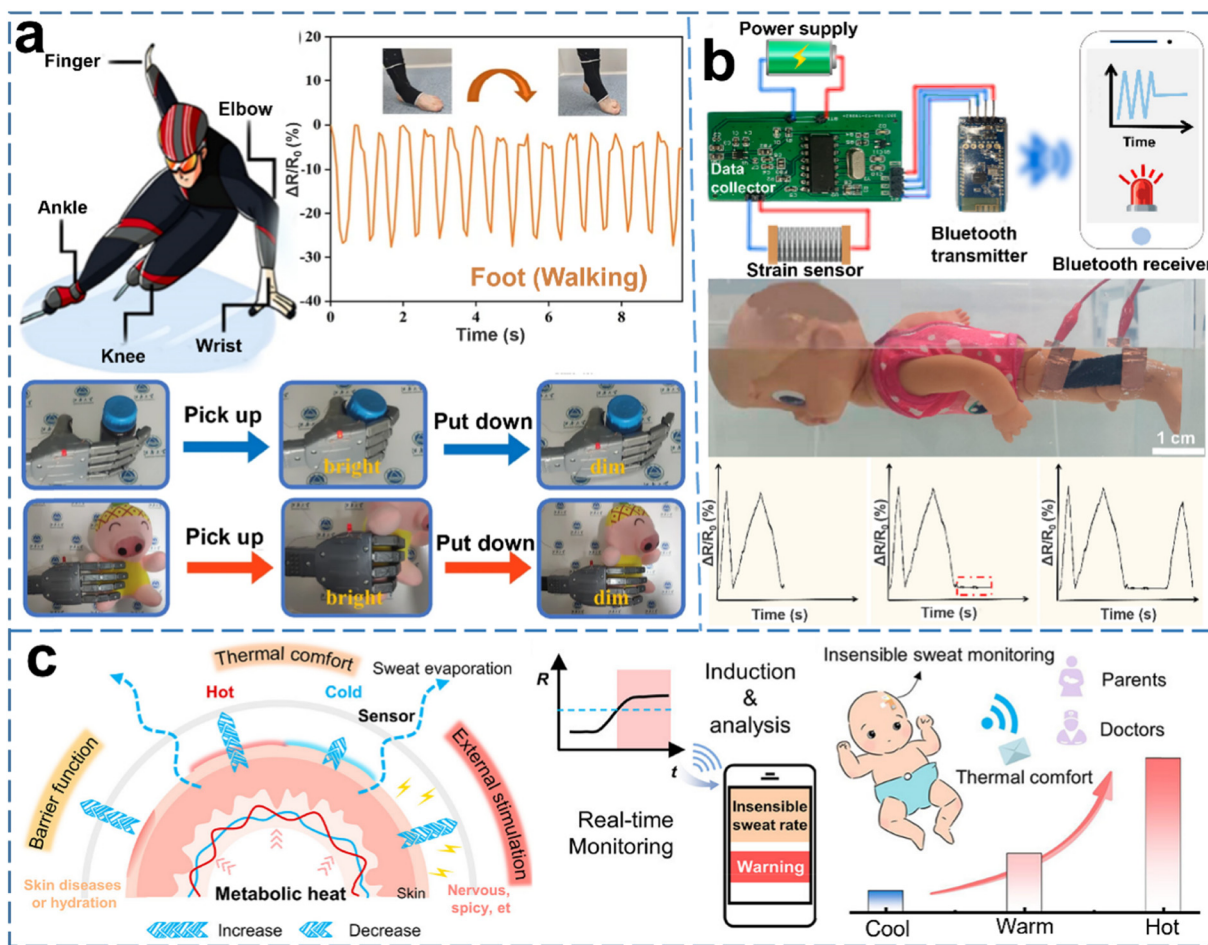 a
Finger
Elbow
Ankle
Knee
Wrist
20
10
0
-10
-20
-30
-40
ΔR/R₀ (%)
Foot (Walking)
0
2
4
6
8
Time (s)
Pick up
bright
Put down
dim
Pick up
bright
Put down
dim
b
Power supply
Data
collector
Strain sensor
Bluetooth
transmitter
Time
Bluetooth receiver
1 cm
ΔR/R₀ (%)
Time (s)
ΔR/R₀ (%)
Time (s)
ΔR/R₀ (%)
Time (s)
c
Thermal comfort
Sweat evaporation
Hot
Cold
Sensor
Barrier function
External stimulation
Skin diseases
or hydration
Metabolic heat
Skin
Nervous,
spicy, et
Increase
Decrease
R
t
Induction
&
analysis
Real-time
Monitoring
Insensible
sweat rate
Warning
Insensible sweat monitoring
Parents
Doctors
Thermal comfort
Cool
Warm
Hot